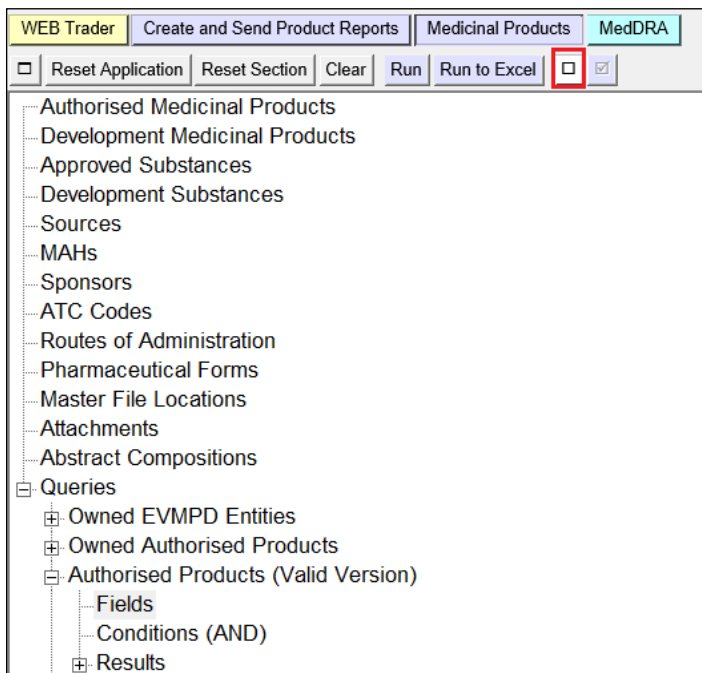 WEB Trader Create and Send Product Reports Medicinal Products MedDRA
Reset Application Reset Section Clear Run Run to Excel
Authorised Medicinal Products
Development Medicinal Products
Approved Substances
Development Substances
Sources
MAHs
Sponsors
ATC Codes
Routes of Administration
Pharmaceutical Forms
Master File Locations
Attachments
Abstract Compositions
Queries
Owned EVMPD Entities
Owned Authorised Products
Authorised Products (Valid Version)
Fields
Conditions (AND)
Results